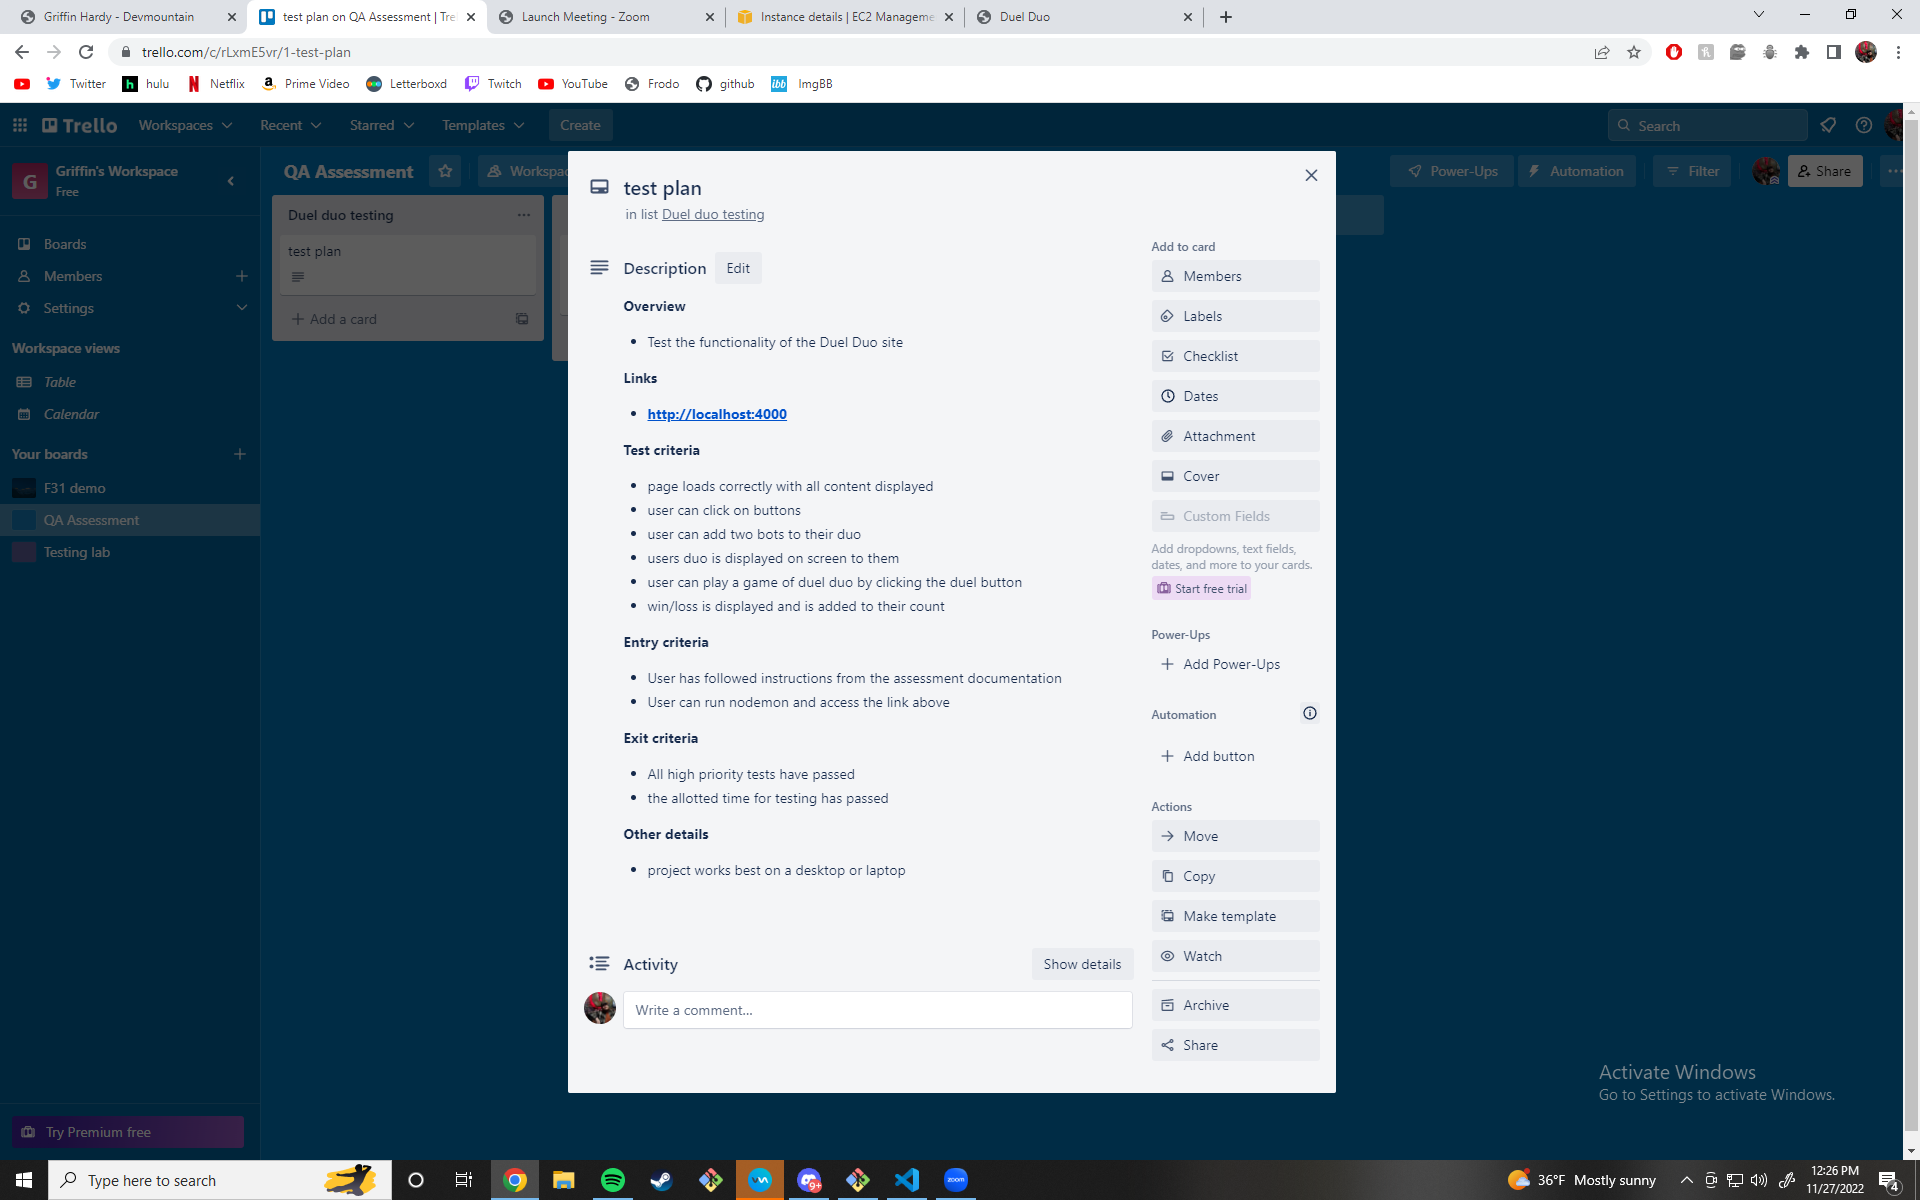 Griffin Hardy - Devmountain
test plan on QA Assessment | Tre
Launch Meeting - Zoom
Instance details | EC2 Manageme
Duel Duo
trello.com/c/rLxmE5vr/1-test-plan
Twitter
hulu
Netflix
Prime Video
Letterboxd
Twitch
YouTube
Frodo
github
ibb ImgBB
Trello
Workspaces
Recent
Starred
Templates
Create
Search
G
Griffin's Workspace
Free
QA Assessment
Workspac
Power-Ups
Automation
Filter
Share
Boards
Members
Settings
Workspace views
Table
Calendar
Your boards
F31 demo
QA Assessment
Testing lab
Try Premium free
Duel duo testing
test plan
Add a card
test plan
in list Duel duo testing
Description
Edit
Overview
• Test the functionality of the Duel Duo site
Links
• http://localhost:4000
Test criteria
• page loads correctly with all content displayed
• user can click on buttons
• user can add two bots to their duo
• users duo is displayed on screen to them
• user can play a game of duel duo by clicking the duel button
• win/loss is displayed and is added to their count
Entry criteria
• User has followed instructions from the assessment documentation
• User can run nodemon and access the link above
Exit criteria
• All high priority tests have passed
• the allotted time for testing has passed
Other details
• project works best on a desktop or laptop
Activity
Show details
Write a comment...
Add to card
Members
Labels
Checklist
Dates
Attachment
Cover
Custom Fields
Add dropdowns, text fields,
dates, and more to your cards.
Start free trial
Power-Ups
Add Power-Ups
Automation
Add button
Actions
Move
Copy
Make template
Watch
Archive
Share
Activate Windows
Go to Settings to activate Windows.
Type here to search
9+
zoom
36°F Mostly sunny
12:26 PM
11/27/2022
4